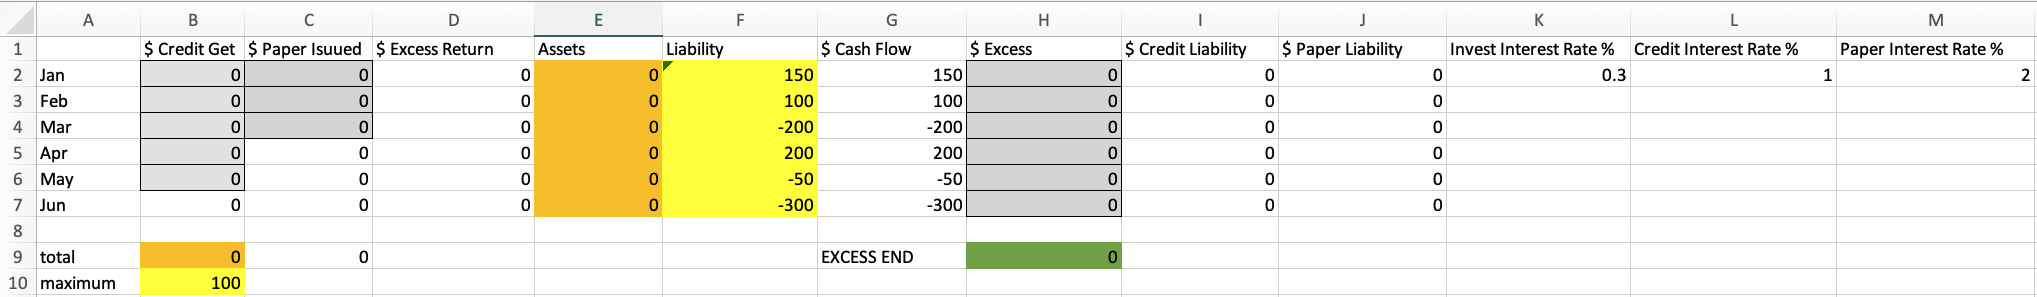 A B C D E F G H I J K L M
1 $ Credit Get $ Paper Isuued $ Excess Return Assets Liability $ Cash Flow $ Excess $ Credit Liability $ Paper Liability Invest Interest Rate % Credit Interest Rate % Paper Interest Rate %
2 Jan 0 0 0 0 150 150 0 0 0 0.3 1 2
3 Feb 0 0 0 0 100 100 0 0 0
4 Mar 0 0 0 0 -200 -200 0 0 0
5 Apr 0 0 0 0 200 200 0 0 0
6 May 0 0 0 0 -50 -50 0 0 0
7 Jun 0 0 0 0 -300 -300 0 0 0
8
9 total 0 0 EXCESS END 0
10 maximum 100